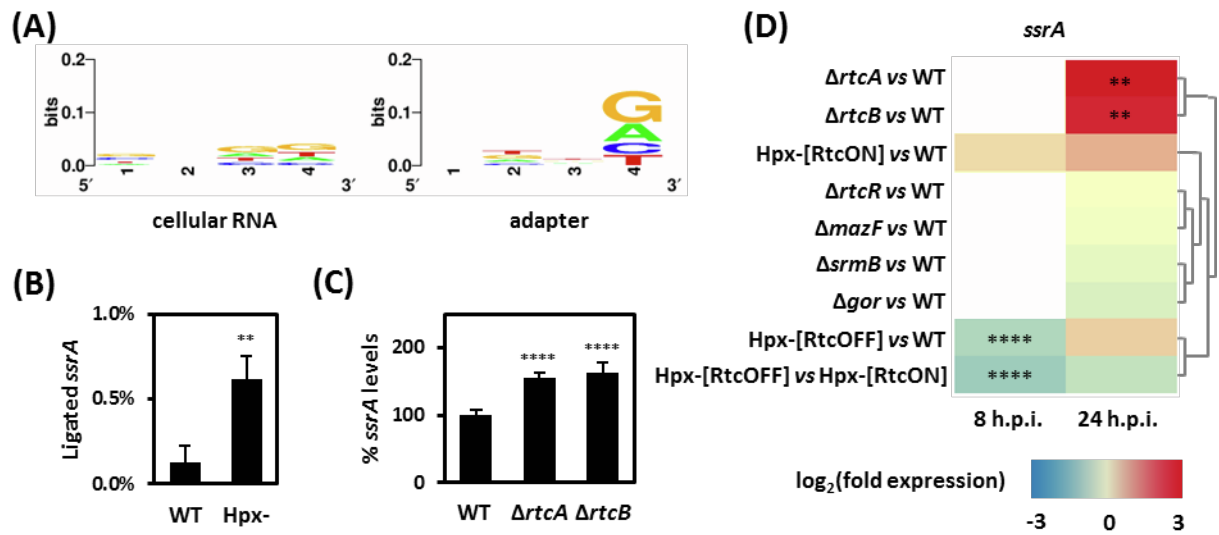 (A)
0.2
0.1
0.0
bits
5′
1
2
3
4
3′
cellular RNA
0.2
0.1
0.0
bits
5′
1
2
3
4
3′
G
A
C
T
adapter
(B)
Ligated ssrA
1.0%
0.5%
0.0%
**
WT
Hpx-
(C)
% ssrA levels
200
100
0
****
****
WT
ΔrtcA
ΔrtcB
(D)
ssrA
ΔrtcA vs WT
**
ΔrtcB vs WT
**
Hpx-[RtcON] vs WT
ΔrtcR vs WT
ΔmazF vs WT
ΔsrmB vs WT
Δgor vs WT
Hpx-[RtcOFF] vs WT
****
Hpx-[RtcOFF] vs Hpx-[RtcON]
****
8 h.p.i.
24 h.p.i.
log2(fold expression)
-3
0
3